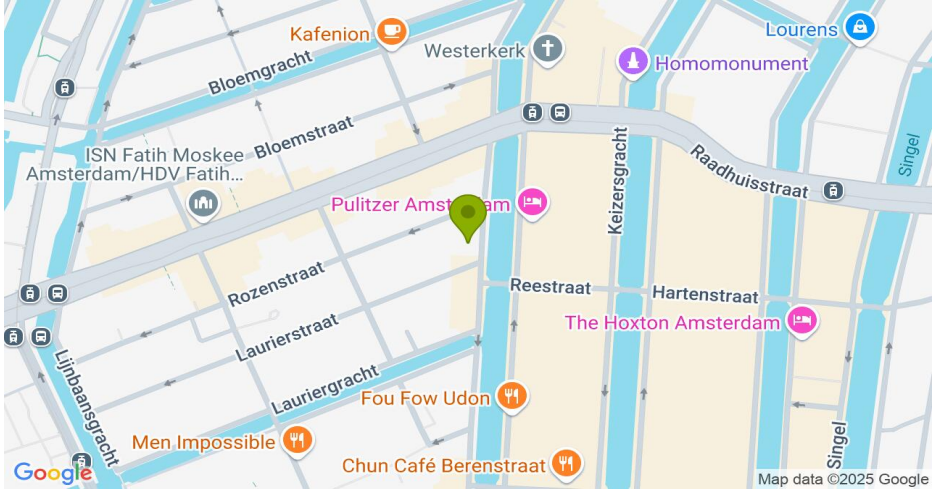 Kafenion
Westerkerk
Lourens
Homomonument
Bloemgracht
Bloemstraat
ISN Fatih Moskee
Amsterdam/HDV Fatih...
Raadhuisstraat
Singel
Keizersgracht
Pulitzer Amsterdam
Rozenstraat
Reestraat
Hartenstraat
Laurierstraat
The Hoxton Amsterdam
Lijnbaansgracht
Lauriergracht
Fou Fow Udon
Men Impossible
Chun Café Berenstraat
Singel
Google
Map data ©2025 Google